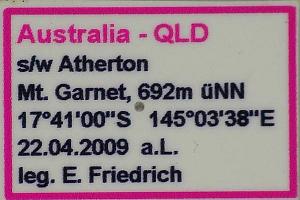 Australia - QLD
s/w Atherton
Mt. Garnet, 692m üNN
17°41'00"S 145°03'38"E
22.04.2009 a.L.
leg. E. Friedrich